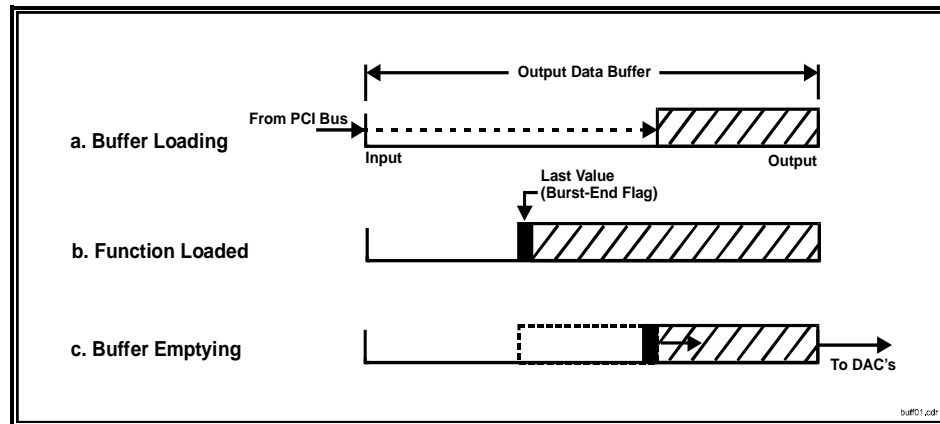 Output Data Buffer
From PCI Bus
a. Buffer Loading
Input
Output
Last Value
(Burst-End Flag)
b. Function Loaded
c. Buffer Emptying
To DAC's
buff01.cdr